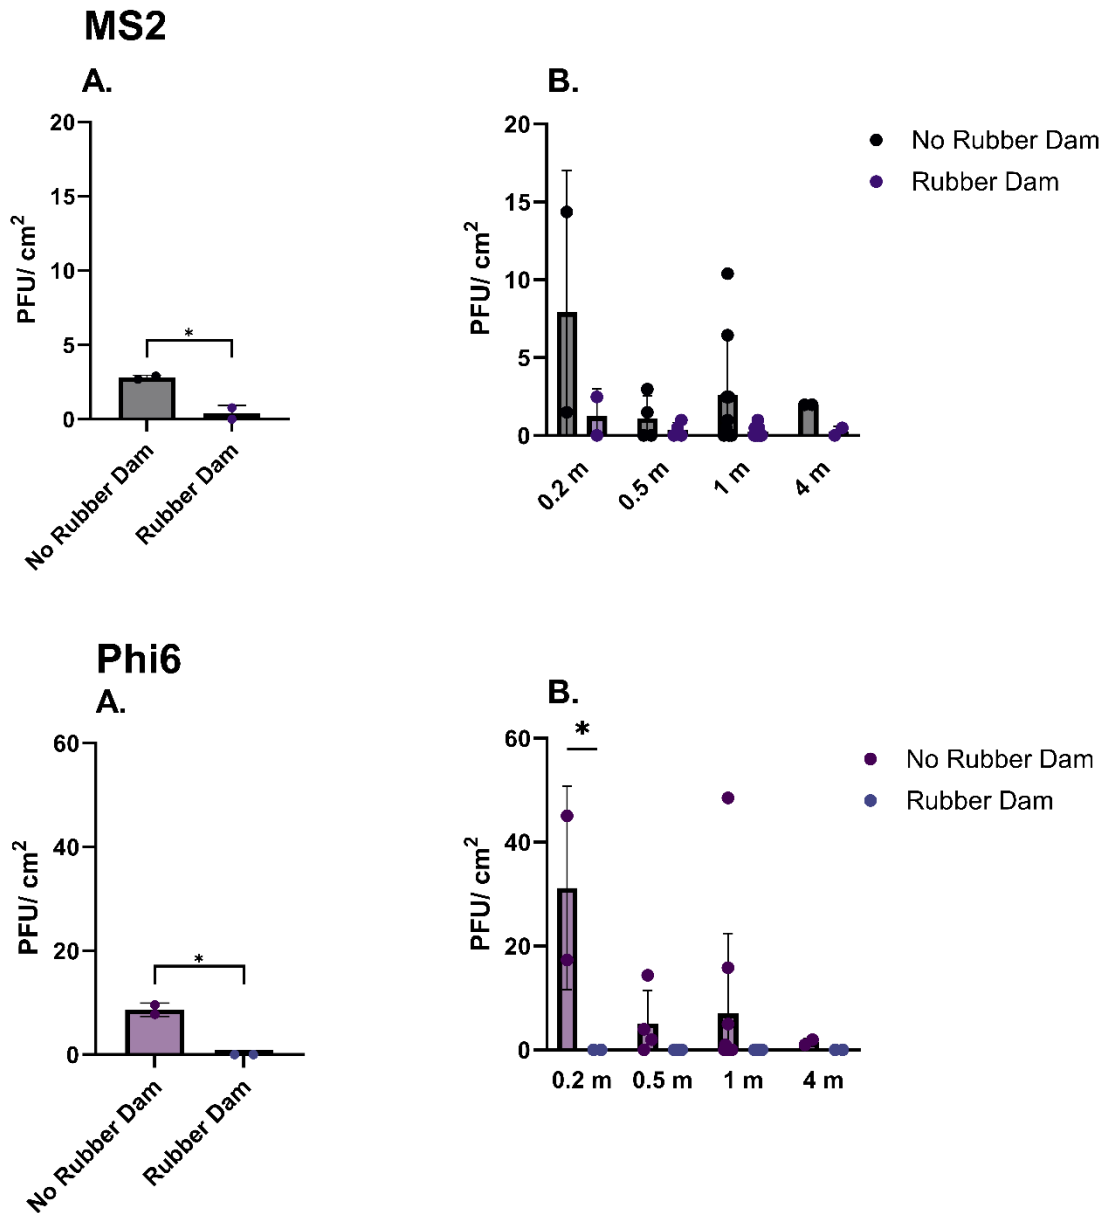 MS2
A.
20
15
10
5
0
PFU/ cm²
*
No Rubber Dam
Rubber Dam
B.
20
15
10
5
0
PFU/ cm²
0.2 m
0.5 m
1 m
4 m
No Rubber Dam
Rubber Dam
Phi6
A.
60
40
20
0
PFU/ cm²
*
No Rubber Dam
Rubber Dam
B.
60
40
20
0
PFU/ cm²
*
0.2 m
0.5 m
1 m
4 m
No Rubber Dam
Rubber Dam